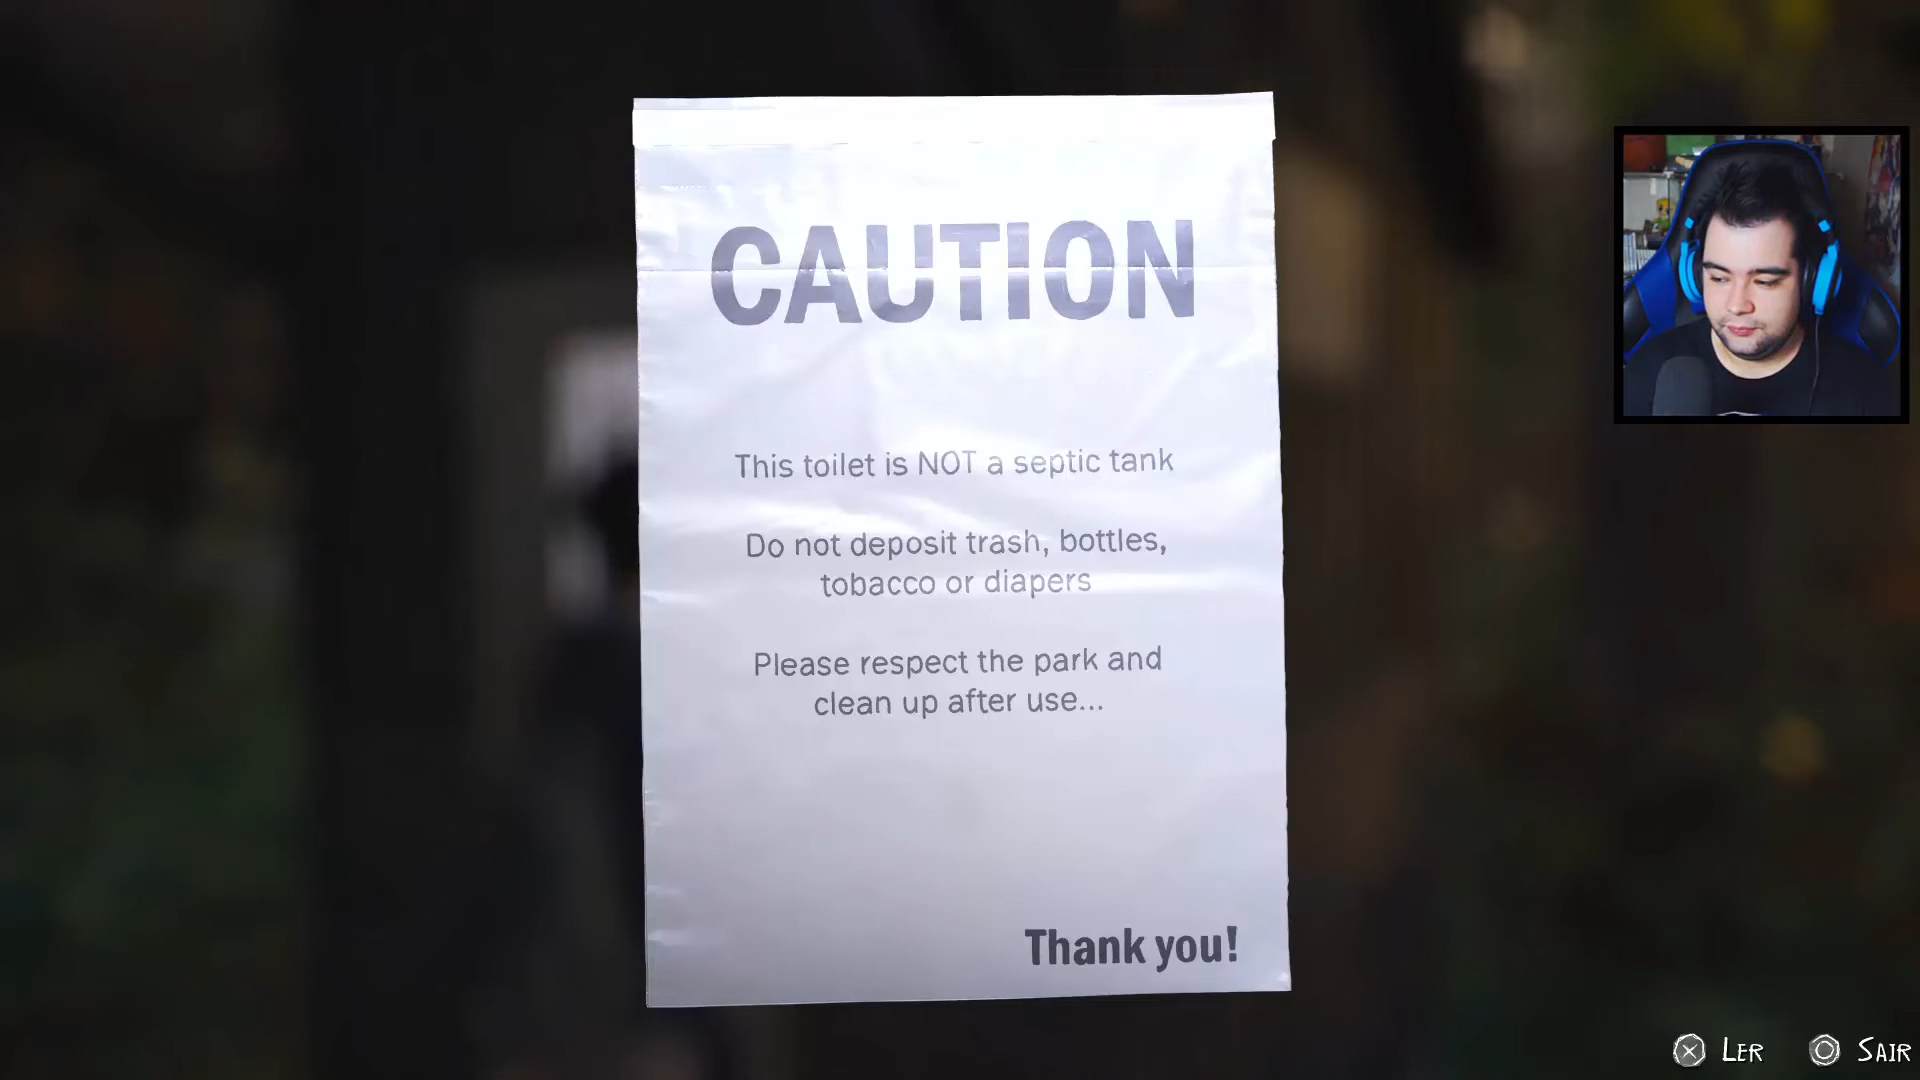 CAUTION
This toilet is NOT a septic tank
Do not deposit trash, bottles,
tobacco or diapers
Please respect the park and
clean up after use...
Thank you!
LER SAIR